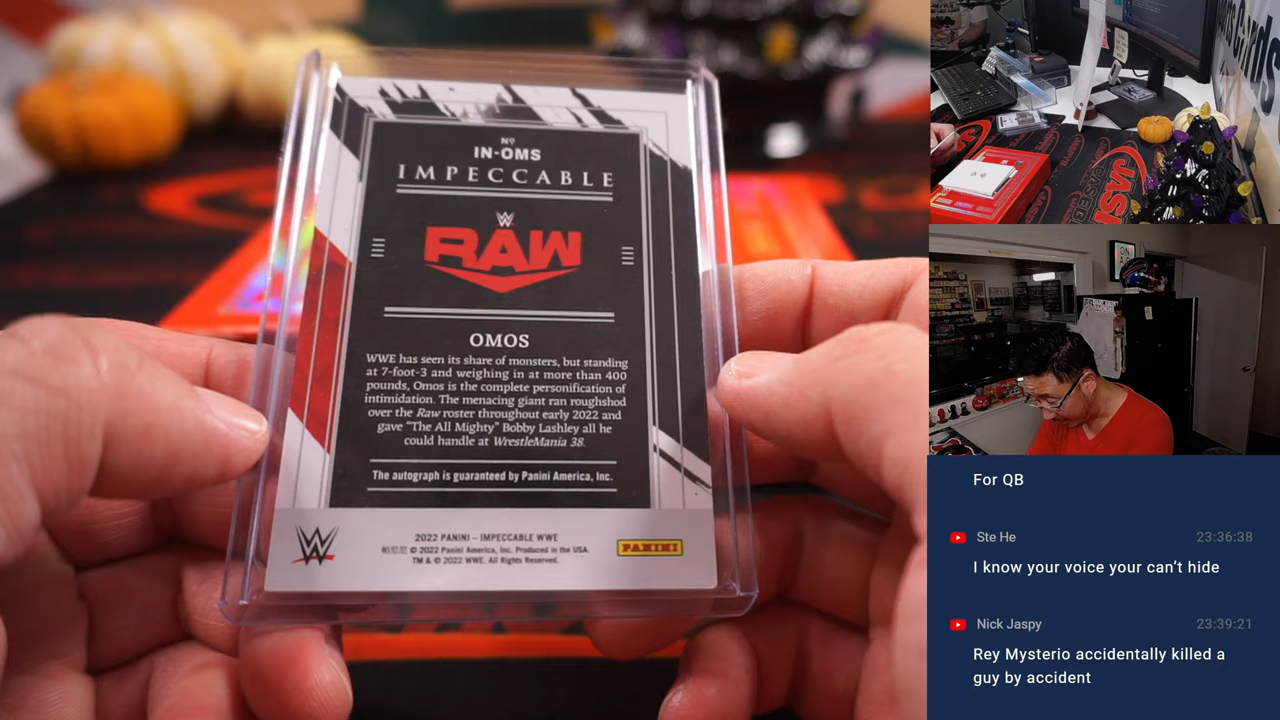 Nº
IN-OMS
IMPECCABLE
W
RAW
OMOS
WWE has seen its share of monsters, but standing
at 7-foot-3 and weighing in at more than 400
pounds, Omos is the complete personification of
intimidation. The menacing giant ran roughshod
over the Raw roster throughout early 2022 and
gave "The All Mighty" Bobby Lashley all he
could handle at WrestleMania 38.
The autograph is guaranteed by Panini America, Inc.
W
2022 PANINI – IMPECCABLE WWE
© 2022 Panini America, Inc. Produced in the USA.
TM & © 2022 WWE. All Rights Reserved.
PANINI
Cards
For QB
Ste He 23:36:38
I know your voice your can't hide
Nick Jaspy 23:39:21
Rey Mysterio accidentally killed a
guy by accident